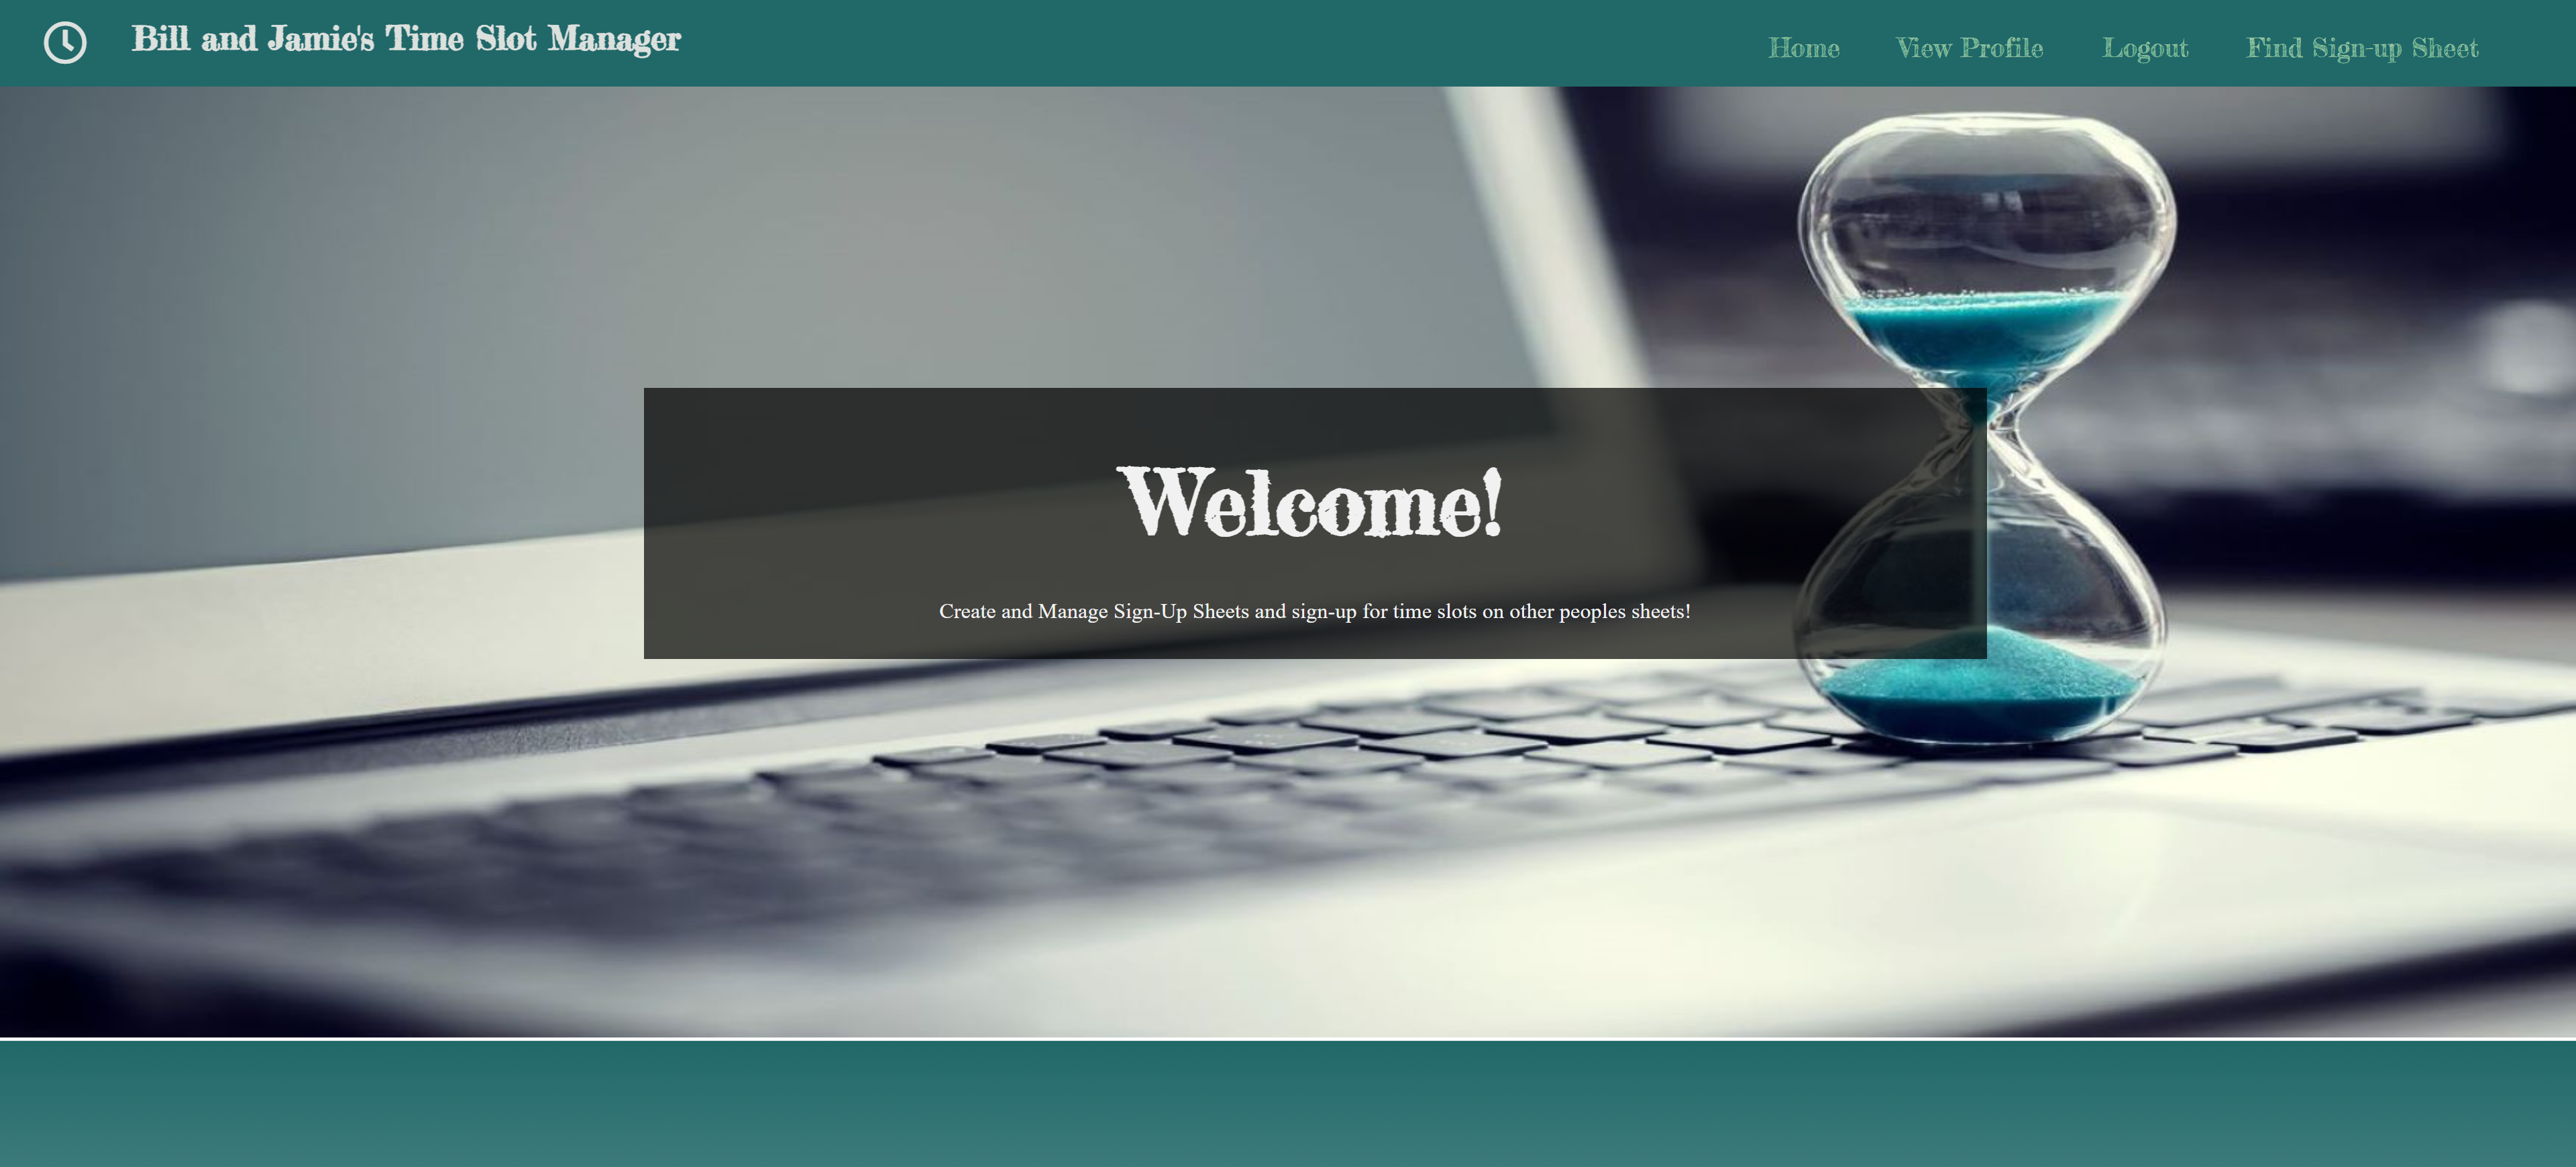 Bill and Jamie's Time Slot Manager
Home View Profile Logout Find Sign-up Sheet
Welcome!
Create and Manage Sign-Up Sheets and sign-up for time slots on other peoples sheets!